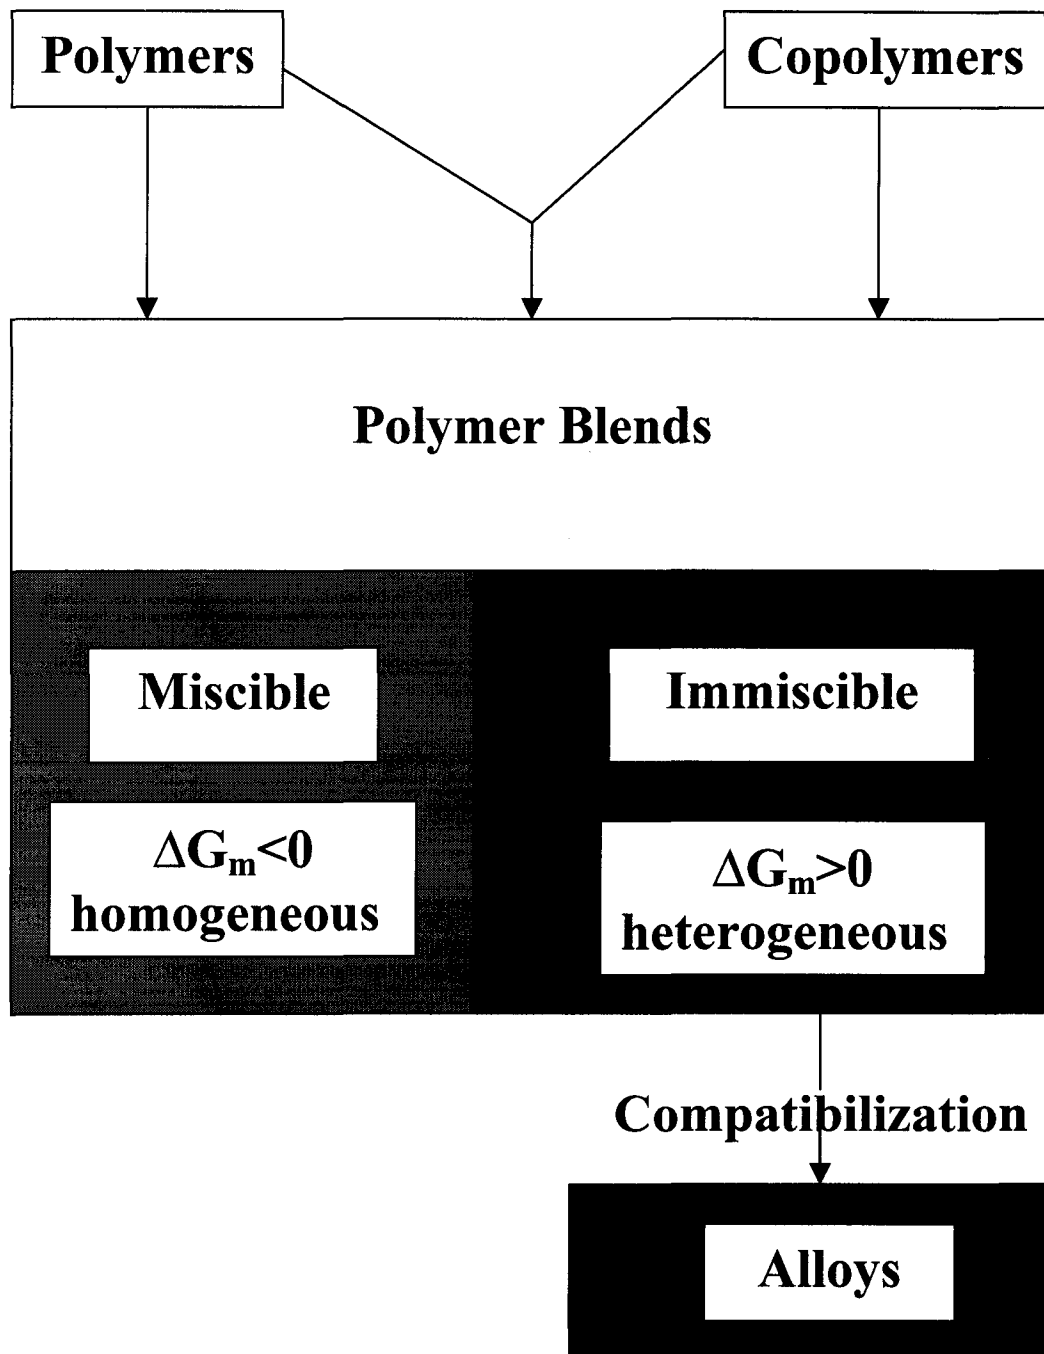 Polymers
Copolymers
Polymer Blends
Miscible
Immiscible
ΔGm<0
homogeneous
ΔGm>0
heterogeneous
Compatibilization
Alloys